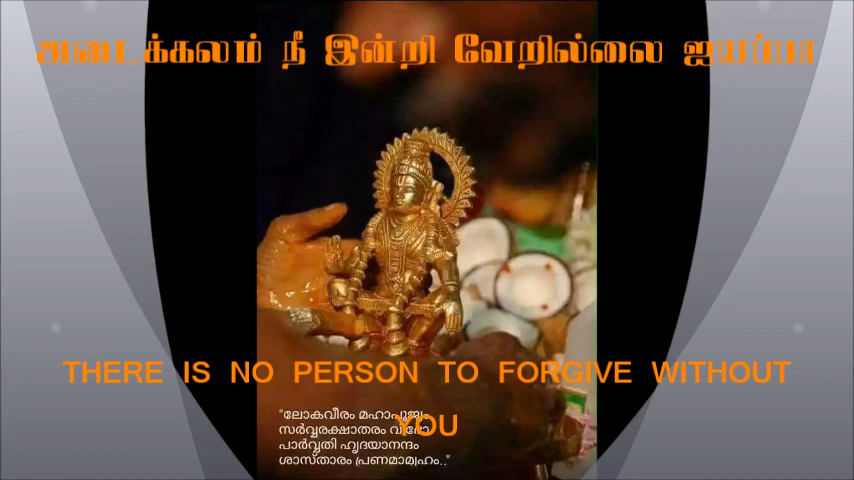 அடைக்கலம் நீ இன்றி வேறில்லை ஐயப்பா
THERE IS NO PERSON TO FORGIVE WITHOUT
YOU
"ലോകവീരം മഹാപൂജ്യം
സർവ്വരക്ഷാതരം വിഭോ
പാർവ്വതി ഹൃദയാനന്ദം
ശാസ്താരം പ്രണമാമ്യഹം.."